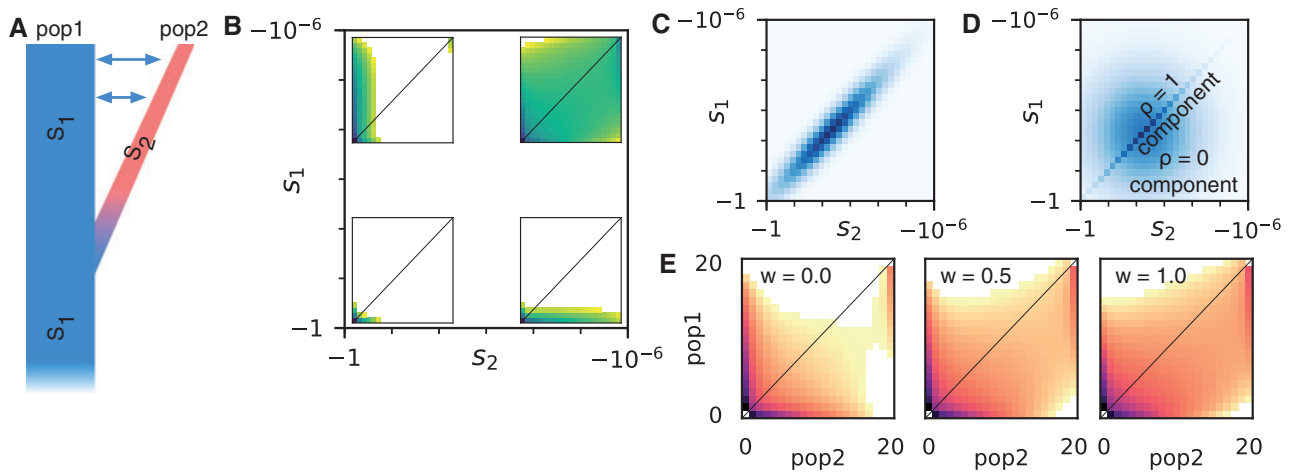 A
pop1
pop2
S1
S2
S1
B
−10−6
S1
−1
−1
S2
−10−6
C
−10−6
S1
−1
−1
S2
−10−6
D
−10−6
S1
−1
ρ = 1
component
ρ = 0
component
−1
S2
−10−6
E
20
pop1
0
w = 0.0
w = 0.5
w = 1.0
0
20
0
20
0
20
pop2
pop2
pop2